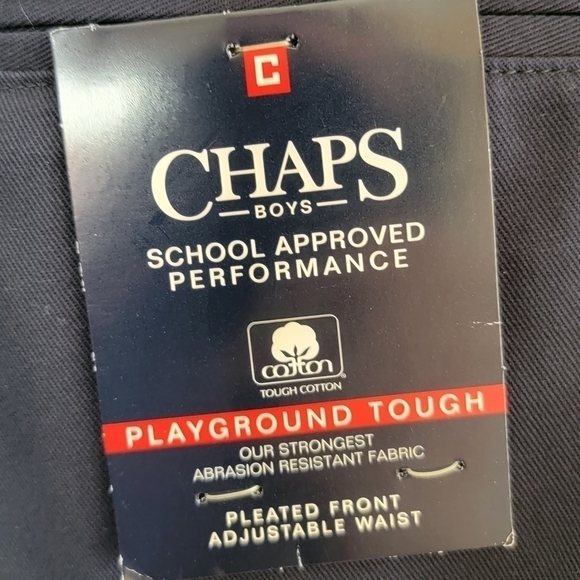 C
CHAPS
BOYS
SCHOOL APPROVED
PERFORMANCE
cotton
TOUGH COTTON
PLAYGROUND TOUGH
OUR STRONGEST
ABRASION RESISTANT FABRIC
PLEATED FRONT
ADJUSTABLE WAIST